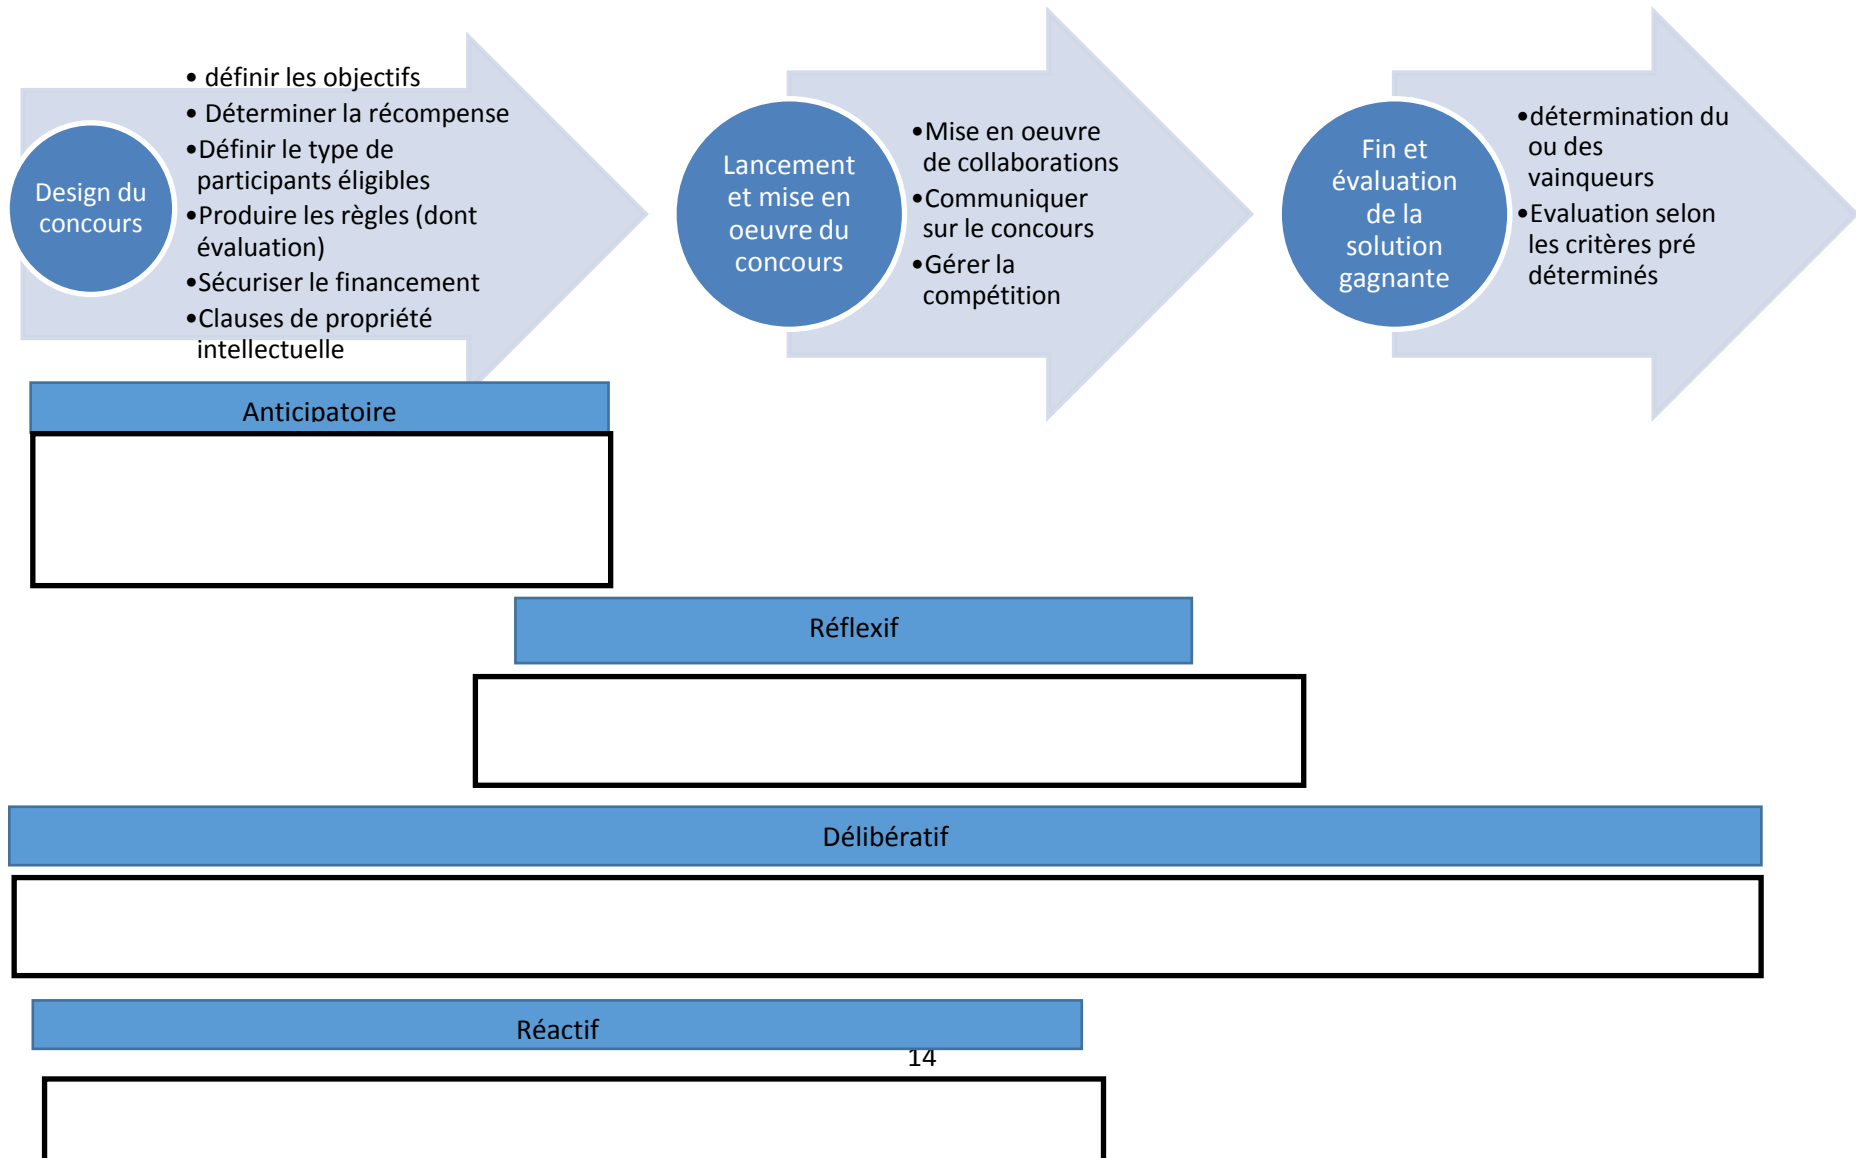 Design du
concours
• définir les objectifs
• Déterminer la récompense
•Définir le type de
participants éligibles
•Produire les règles (dont
évaluation)
•Sécuriser le financement
•Clauses de propriété
intellectuelle
Lancement
et mise en
oeuvre du
concours
•Mise en oeuvre
de collaborations
•Communiquer
sur le concours
•Gérer la
compétition
Fin et
évaluation
de la
solution
gagnante
•détermination du
ou des
vainqueurs
•Evaluation selon
les critères pré
déterminés
Anticipatoire
Réflexif
Délibératif
Réactif
14